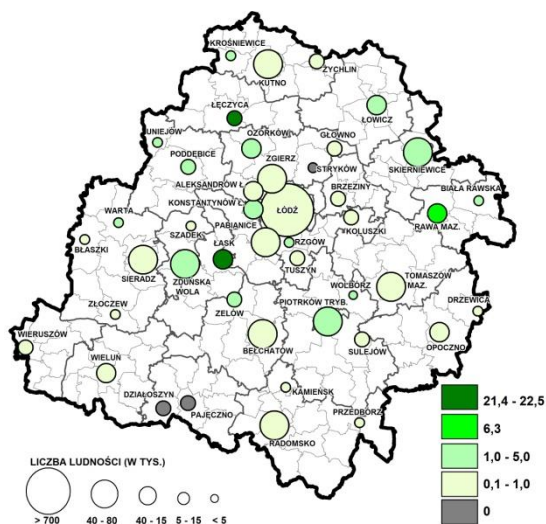 KROŚNIEWICE
KUTNO
ŻYCHLIN
ŁĘCZYCA
ŁOWICZ
UNIEJÓW
OZORKÓW
GŁOWNO
PODDĘBICE
ZGIERZ
STRYKÓW
SKIERNIEWICE
ALEKSANDRÓW Ł.
BRZEZINY
BIAŁA RAWSKA
KONSTANTYNÓW Ł.
ŁÓDŹ
RAWA MAZ.
WARTA
SZADEK
PABIANICE
KOLUSZKI
BŁASZKI
ŁASK
RZGÓW
SIERADZ
ZDUŃSKA
WOLA
TUSZYN
TOMASZÓW
MAZ.
WOLBÓRZ
ZŁOCZEW
ZELÓW
PIOTRKÓW TRYB.
DRZEWICA
WIERUSZÓW
BEŁCHATÓW
SULEJÓW
OPOCZNO
WIELUŃ
DZIAŁOSZYN
PAJĘCZNO
KAMIEŃSK
PRZEDBÓRZ
RADOMSKO
21,4 - 22,5
6,3
1,0 - 5,0
0,1 - 1,0
0
LICZBA LUDNOŚCI (W TYS.)
> 700
40 - 80
40 - 15
5 - 15
< 5